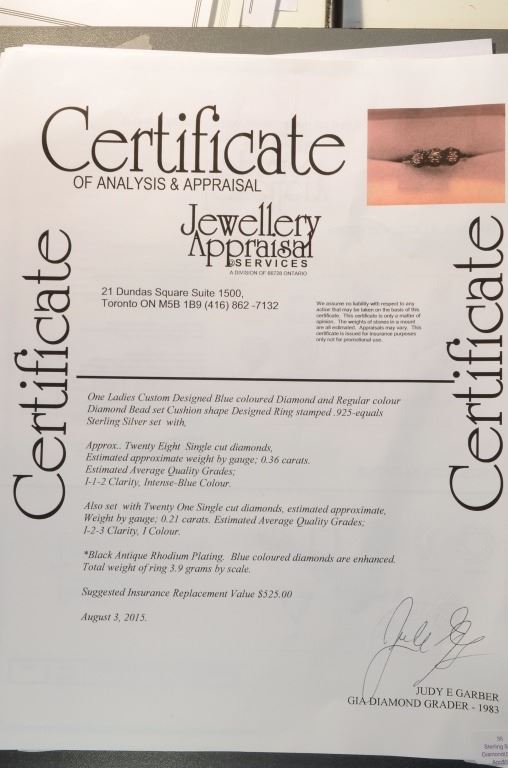 Certificate
OF ANALYSIS & APPRAISAL
Jewellery
Appraisal
@SERVICES
A DIVISION OF 66728 ONTARIO
Certificate
Certificate
21 Dundas Square Suite 1500,
Toronto ON M5B 1B9 (416) 862 -7132
We assume no liability with respect to any
action that may be taken on the basis of this
certificate. This certificate is only a matter of
opinion. The weights of stones in a mount
are all estimated. Appraisals may vary. This
certificate is issued for insurance purposes
only not for promotional use.
One Ladies Custom Designed Blue coloured Diamond and Regular colour
Diamond Bead set Cushion shape Designed Ring stamped .925-equals
Sterling Silver set with,
Approx.. Twenty Eight Single cut diamonds,
Estimated approximate weight by gauge; 0.36 carats.
Estimated Average Quality Grades;
I-1-2 Clarity, Intense-Blue Colour.
Also set with Twenty One Single cut diamonds, estimated approximate,
Weight by gauge; 0.21 carats. Estimated Average Quality Grades;
I-2-3 Clarity, I Colour.
*Black Antique Rhodium Plating. Blue coloured diamonds are enhanced.
Total weight of ring 3.9 grams by scale.
Suggested Insurance Replacement Value $525.00
August 3, 2015.
JUDY E GARBER
GIA DIAMOND GRADER - 1983
Sterling S